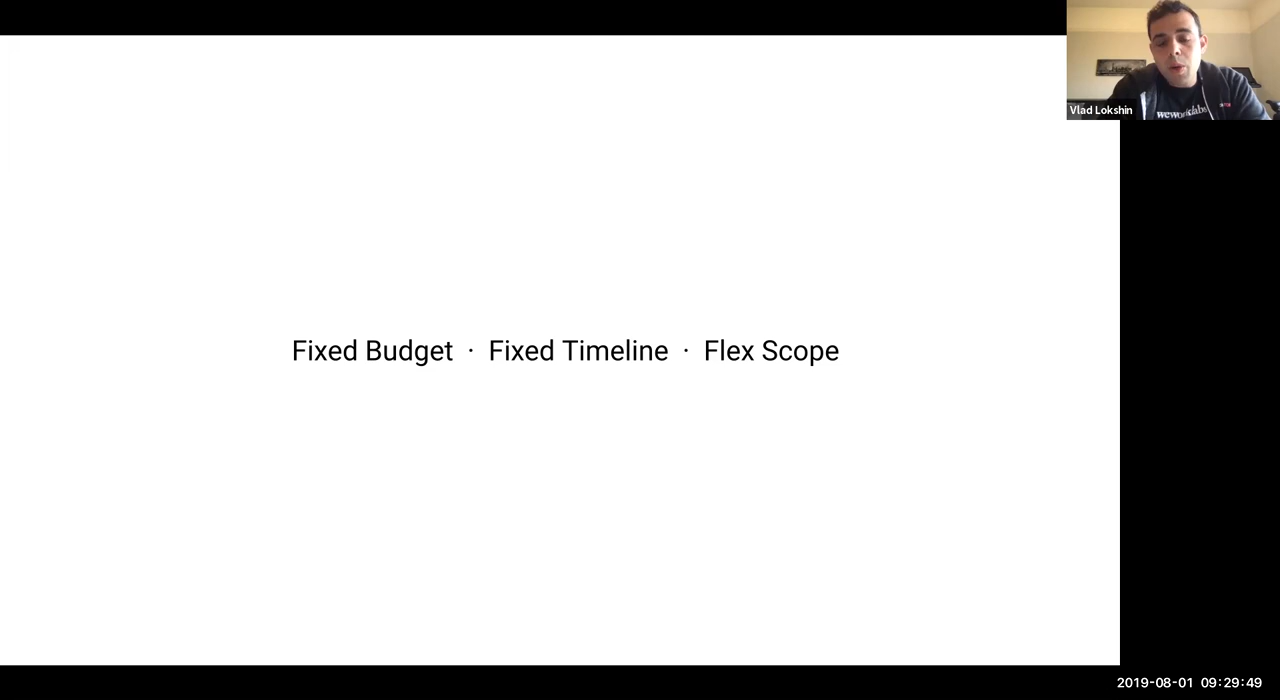 Vlad Lokshin
Fixed Budget · Fixed Timeline · Flex Scope
2019-08-01 09:29:49